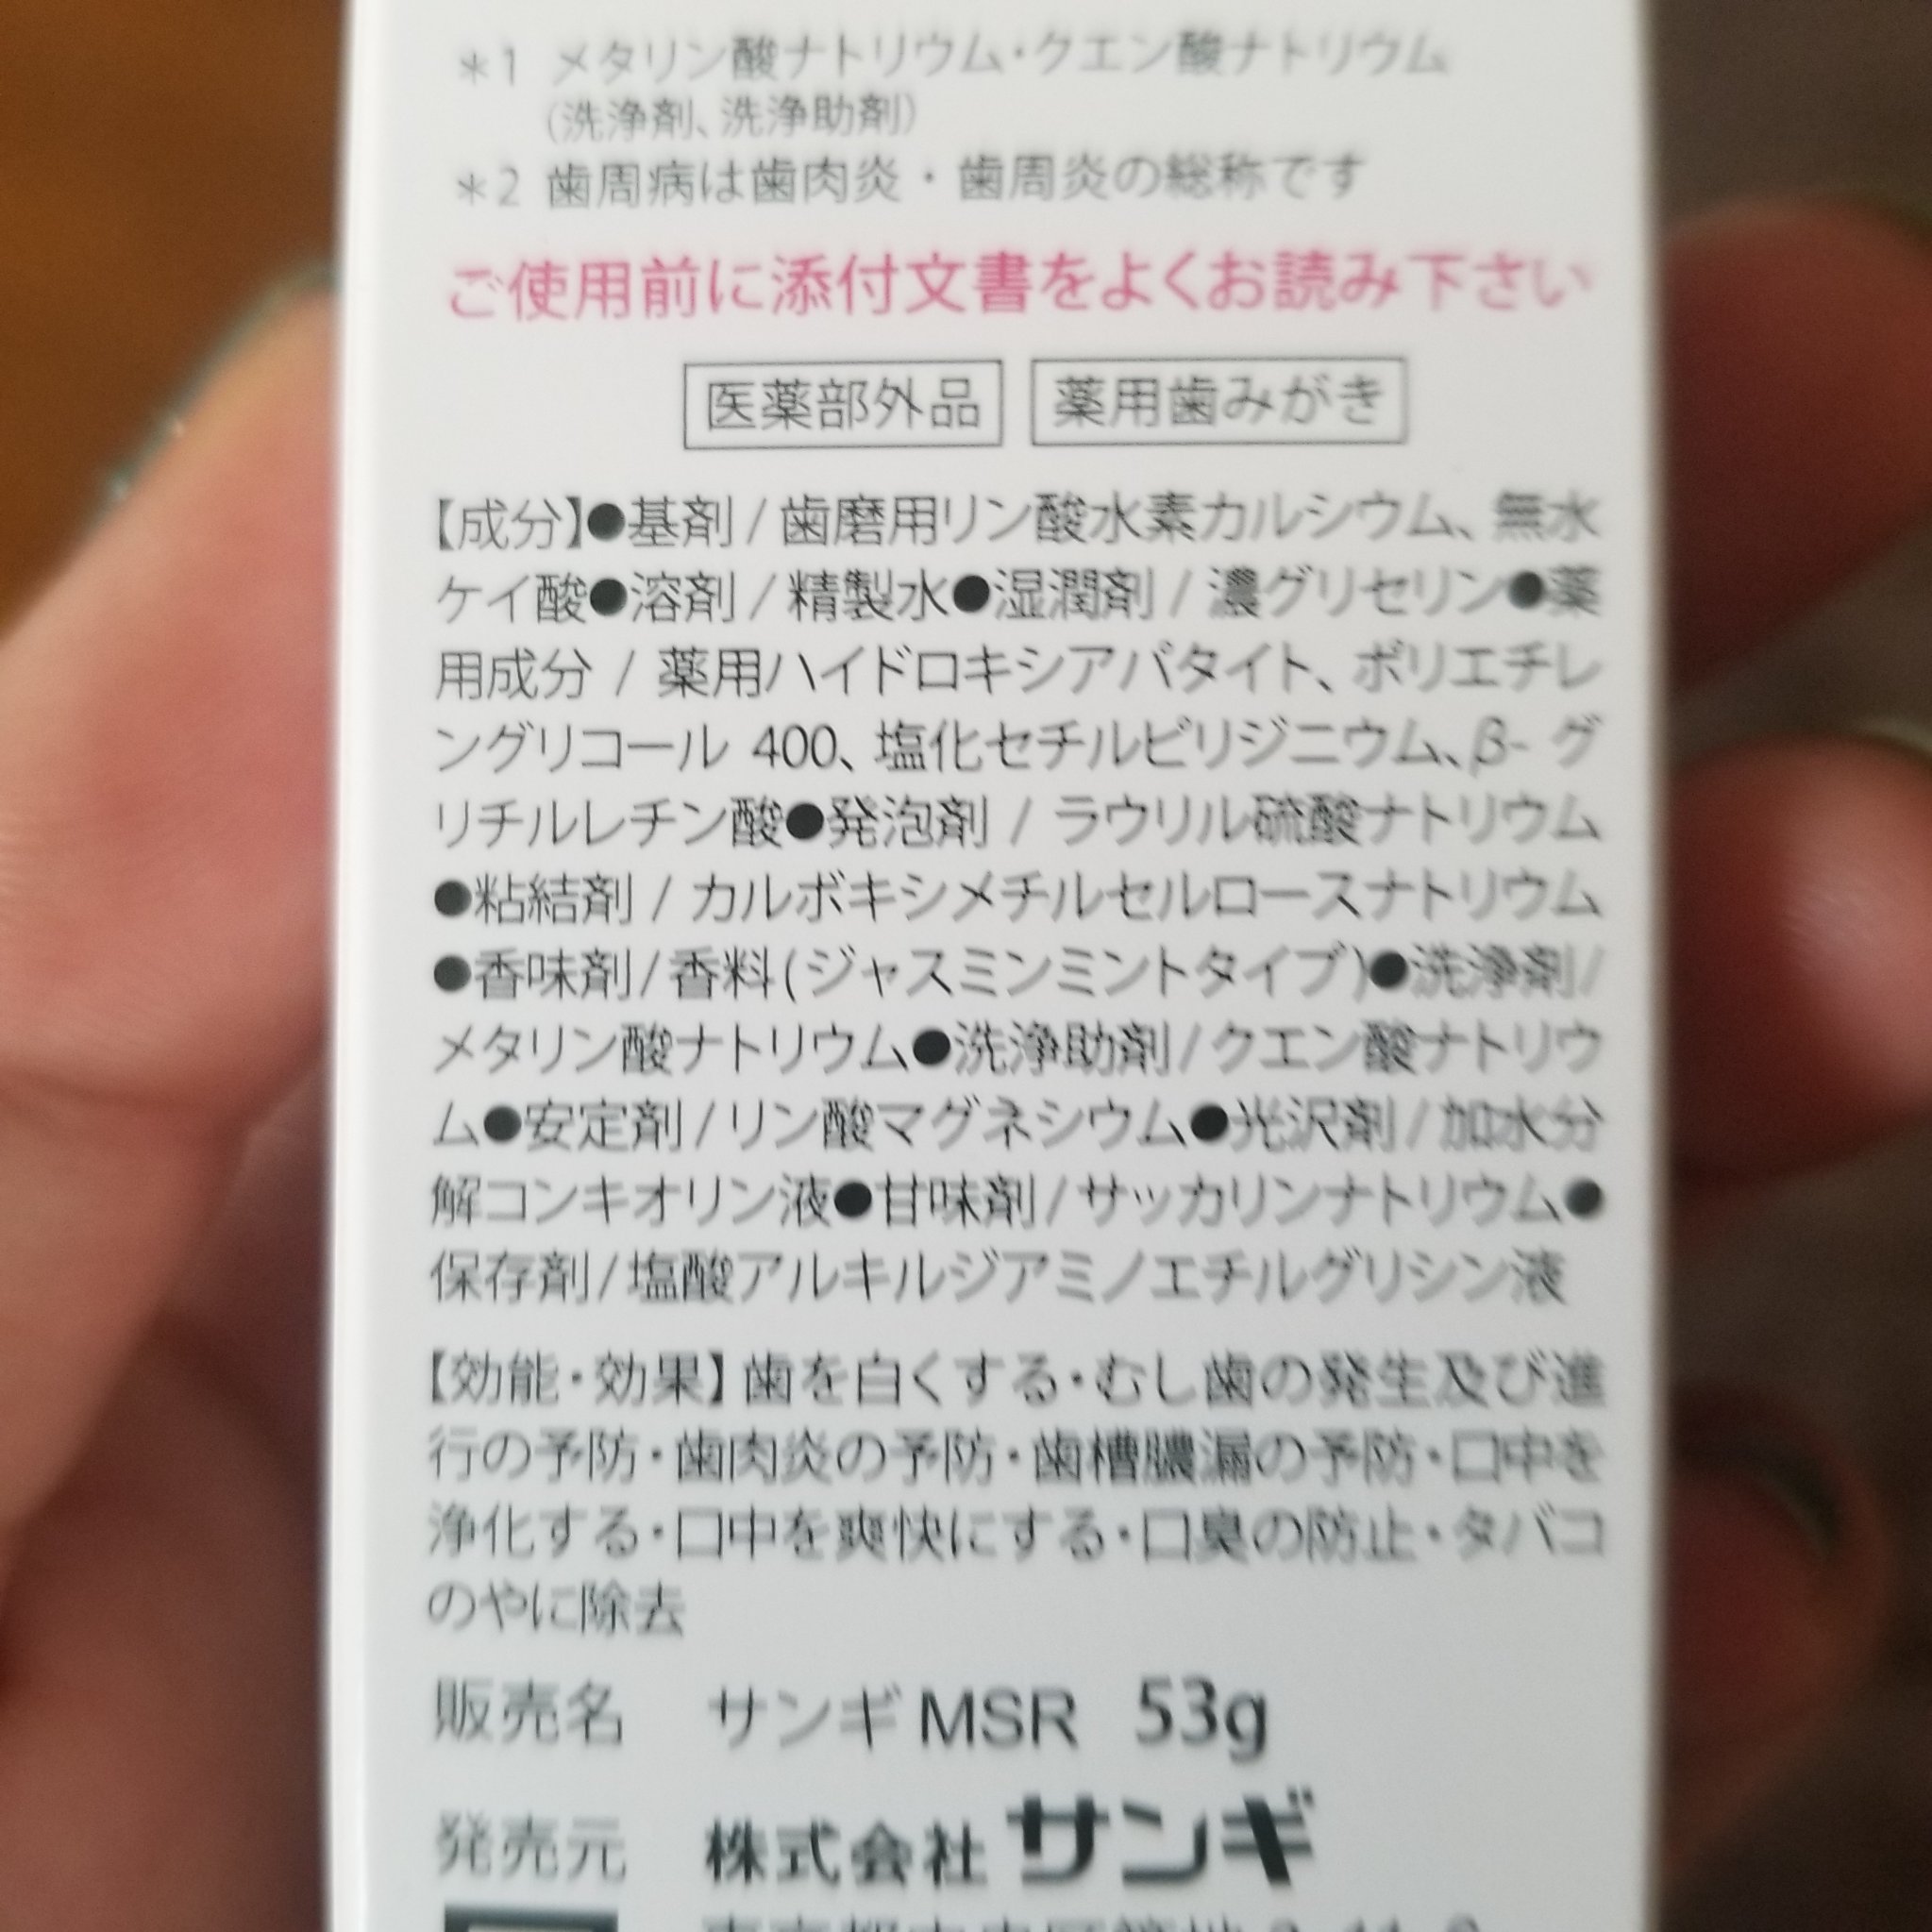 *1 メタリン酸ナトリウム・クエン酸ナトリウム
(洗浄剤、洗浄助剤)
*2 歯周病は歯肉炎・歯周炎の総称です
ご使用前に添付文書をよくお読み下さい
医薬部外品 薬用歯みがき
【成分】●基剤/歯磨用リン酸水素カルシウム、無水
ケイ酸●溶剤/精製水●湿潤剤/濃グリセリン●薬
用成分/薬用ハイドロキシアパタイト、ポリエチレ
ングリコール 400、塩化セチルピリジニウム、β- グ
リチルレチン酸●発泡剤/ラウリル硫酸ナトリウム
●粘結剤/カルボキシメチルセルロースナトリウム
●香味剤/香料(ジャスミンミントタイプ)●洗浄剤/
メタリン酸ナトリウム●洗浄助剤/クエン酸ナトリウ
ム●安定剤/リン酸マグネシウム●光沢剤/加水分
解コンキオリン液●甘味剤/サッカリンナトリウム●
保存剤/塩酸アルキルジアミノエチルグリシン液
【効能・効果】歯を白くする・むし歯の発生及び進
行の予防・歯肉炎の予防・歯槽膿漏の予防・口中を
浄化する・口中を爽快にする・口臭の防止・タバコ
のやに除去
販売名 サンギMSR 53g
発売元 株式会社サンギ